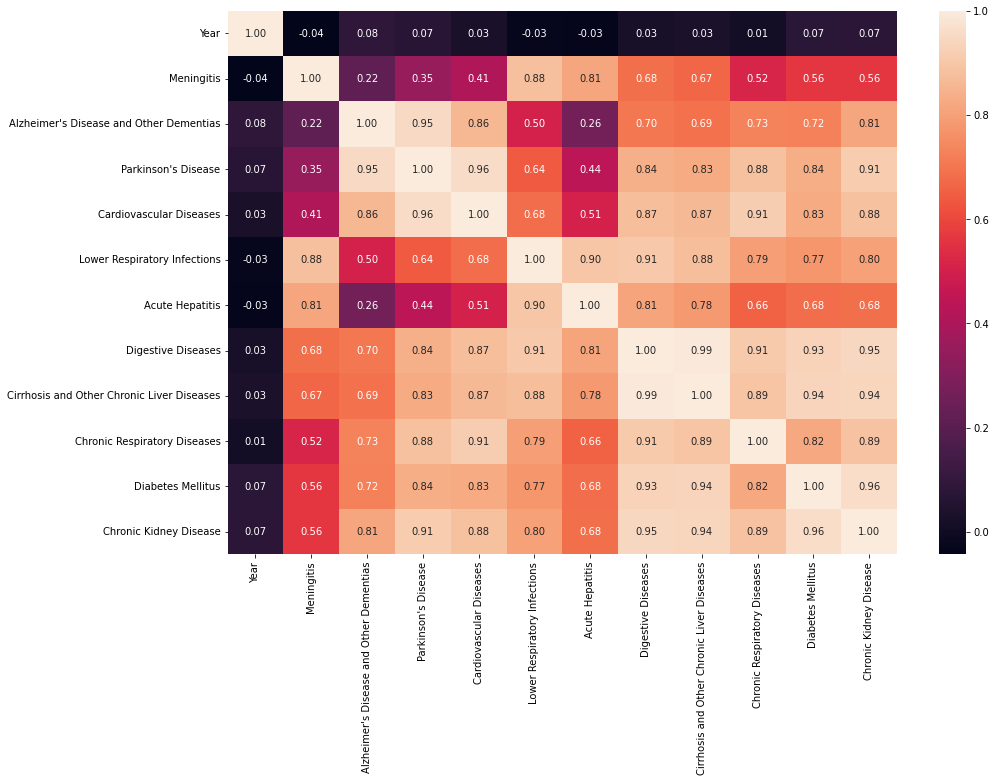 Year 1.00 -0.04 0.08 0.07 0.03 -0.03 -0.03 0.03 0.03 0.01 0.07 0.07
Meningitis -0.04 1.00 0.22 0.35 0.41 0.88 0.81 0.68 0.67 0.52 0.56 0.56
Alzheimer's Disease and Other Dementias 0.08 0.22 1.00 0.95 0.86 0.50 0.26 0.70 0.69 0.73 0.72 0.81
Parkinson's Disease 0.07 0.35 0.95 1.00 0.96 0.64 0.44 0.84 0.83 0.88 0.84 0.91
Cardiovascular Diseases 0.03 0.41 0.86 0.96 1.00 0.68 0.51 0.87 0.87 0.91 0.83 0.88
Lower Respiratory Infections -0.03 0.88 0.50 0.64 0.68 1.00 0.90 0.91 0.88 0.79 0.77 0.80
Acute Hepatitis -0.03 0.81 0.26 0.44 0.51 0.90 1.00 0.81 0.78 0.66 0.68 0.68
Digestive Diseases 0.03 0.68 0.70 0.84 0.87 0.91 0.81 1.00 0.99 0.91 0.93 0.95
Cirrhosis and Other Chronic Liver Diseases 0.03 0.67 0.69 0.83 0.87 0.88 0.78 0.99 1.00 0.89 0.94 0.94
Chronic Respiratory Diseases 0.01 0.52 0.73 0.88 0.91 0.79 0.66 0.91 0.89 1.00 0.82 0.89
Diabetes Mellitus 0.07 0.56 0.72 0.84 0.83 0.77 0.68 0.93 0.94 0.82 1.00 0.96
Chronic Kidney Disease 0.07 0.56 0.81 0.91 0.88 0.80 0.68 0.95 0.94 0.89 0.96 1.00
Year
Meningitis
Alzheimer's Disease and Other Dementias
Parkinson's Disease
Cardiovascular Diseases
Lower Respiratory Infections
Acute Hepatitis
Digestive Diseases
Cirrhosis and Other Chronic Liver Diseases
Chronic Respiratory Diseases
Diabetes Mellitus
Chronic Kidney Disease
1.0
0.8
0.6
0.4
0.2
0.0